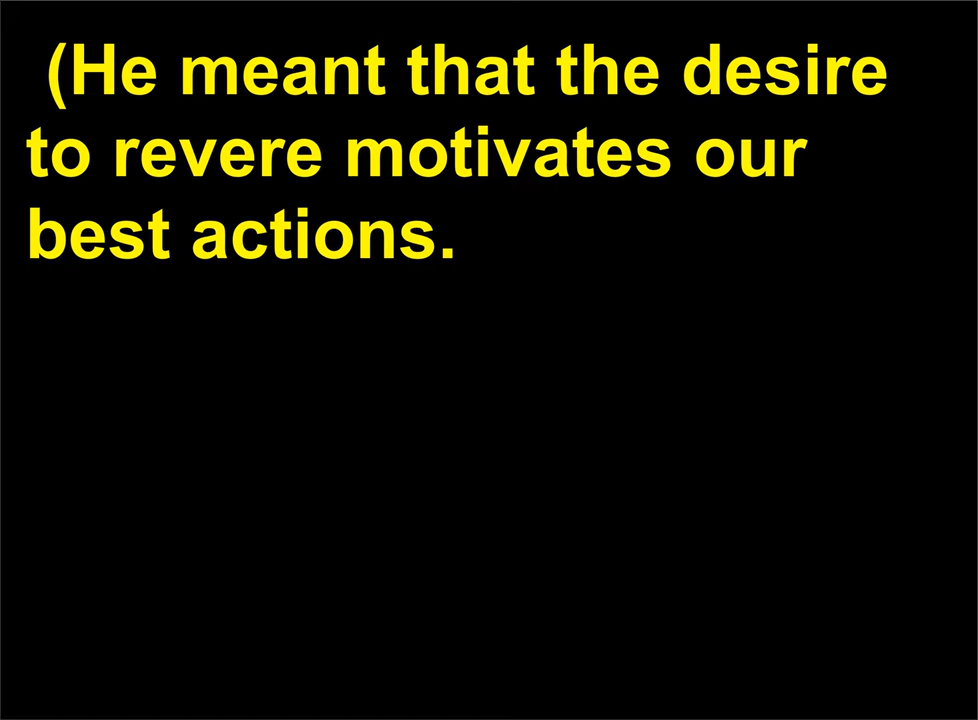 (He meant that the desire
to revere motivates our
best actions.